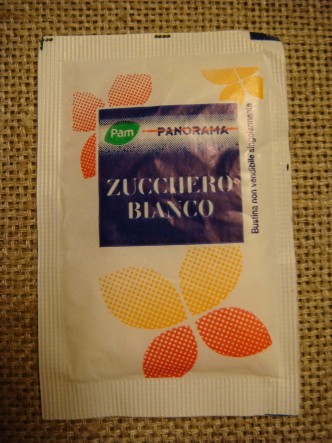 Pam PANORAMA
ZUCCHERO
BIANCO
Bustina non vendibile singolarmente